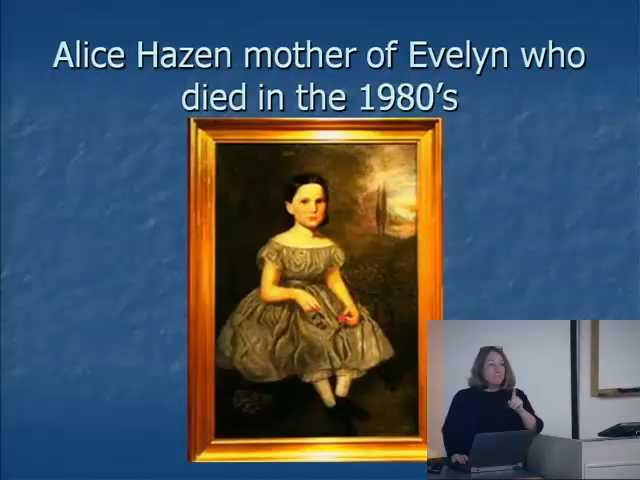 Alice Hazen mother of Evelyn who
died in the 1980's